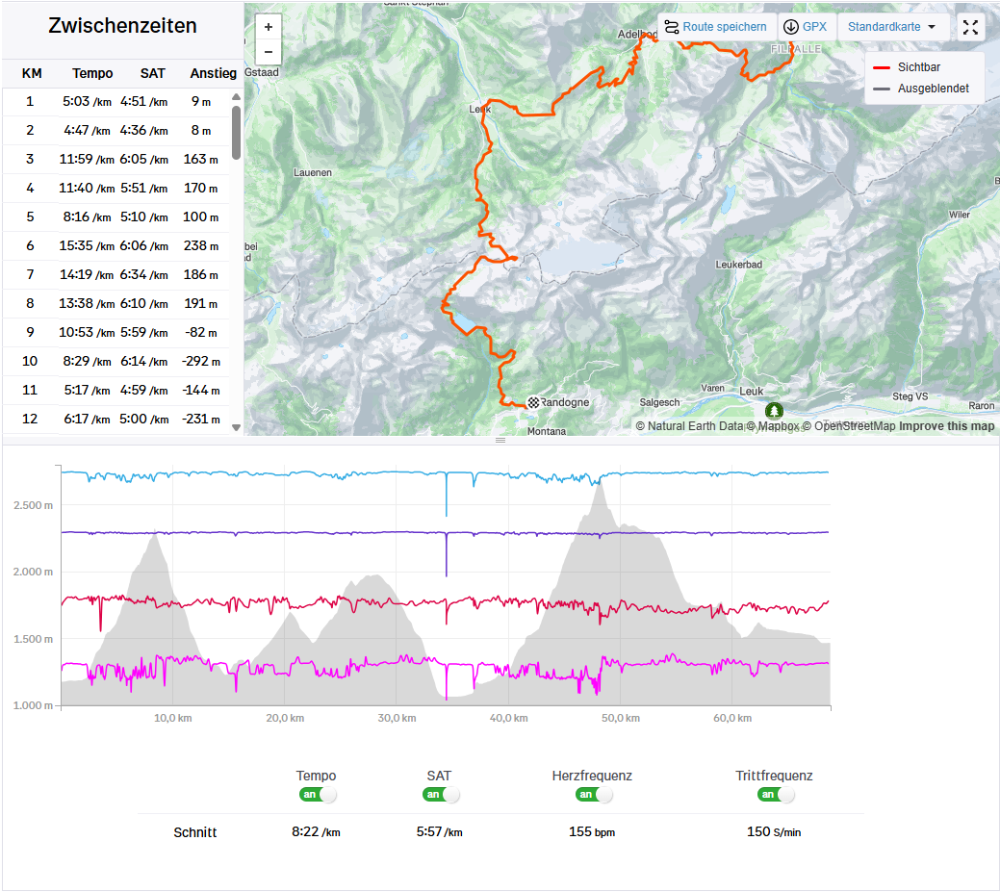 Zwischenzeiten
KM Tempo SAT Anstieg
1 5:03 /km 4:51 /km 9 m
2 4:47 /km 4:36 /km 8 m
3 11:59 /km 6:05 /km 163 m
4 11:40 /km 5:51 /km 170 m
5 8:16 /km 5:10 /km 100 m
6 15:35 /km 6:06 /km 238 m
7 14:19 /km 6:34 /km 186 m
8 13:38 /km 6:10 /km 191 m
9 10:53 /km 5:59 /km -82 m
10 8:29 /km 6:14 /km -292 m
11 5:17 /km 4:59 /km -144 m
12 6:17 /km 5:00 /km -231 m
+
−
Sankt Stephan
Route speichern
GPX
Standardkarte
Sichtbar
Ausgeblendet
Gstaad
Lenk
Lauenen
Wiler
Leukerbad
Randogne
Montana
Salgesch
Varen
Leuk
Steg VS
Raron
© Natural Earth Data © Mapbox © OpenStreetMap Improve this map
2.500 m
2.000 m
1.500 m
1.000 m
10,0 km 20,0 km 30,0 km 40,0 km 50,0 km 60,0 km
Tempo SAT Herzfrequenz Trittfrequenz
an an an an
Schnitt 8:22 /km 5:57 /km 155 bpm 150 S/min